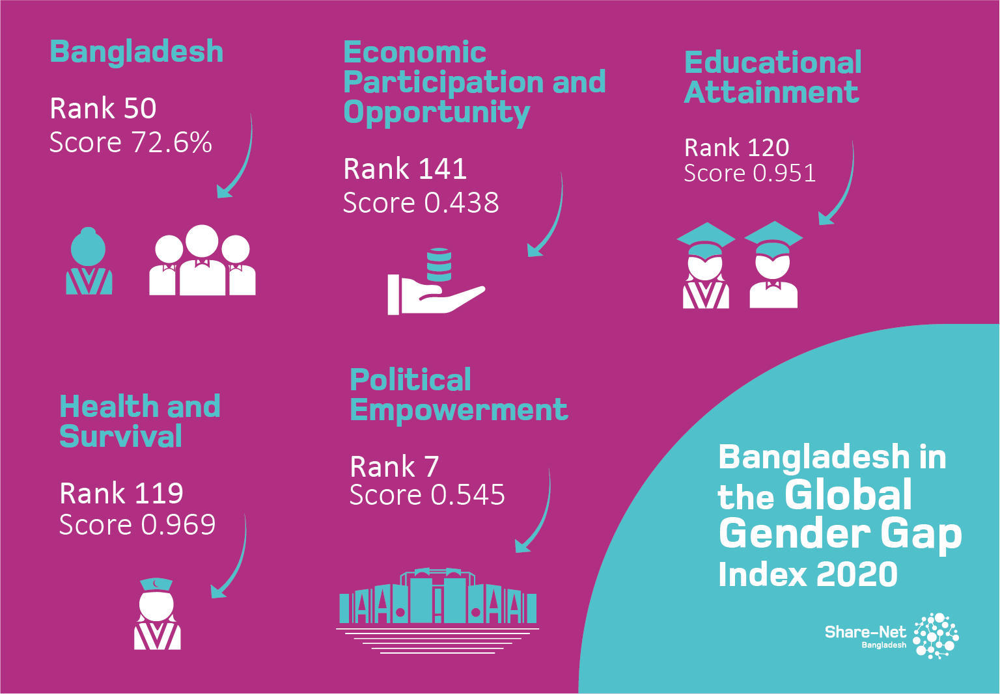 Bangladesh
Rank 50
Score 72.6%
Economic
Participation and
Opportunity
Rank 141
Score 0.438
Educational
Attainment
Rank 120
Score 0.951
Health and
Survival
Rank 119
Score 0.969
Political
Empowerment
Rank 7
Score 0.545
Bangladesh in
the Global
Gender Gap
Index 2020
Share-Net
Bangladesh